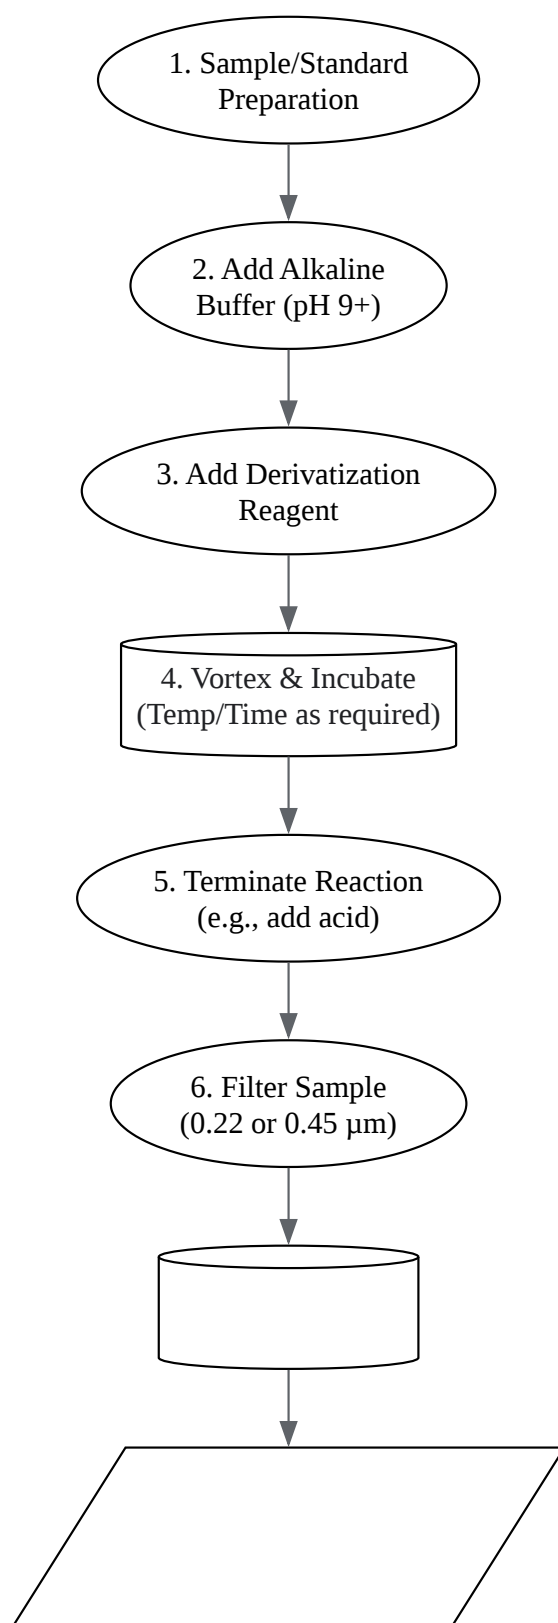 1. Sample/Standard
Preparation
2. Add Alkaline
Buffer (pH 9+)
3. Add Derivatization
Reagent
4. Vortex & Incubate
(Temp/Time as required)
5. Terminate Reaction
(e.g., add acid)
6. Filter Sample
(0.22 or 0.45 µm)